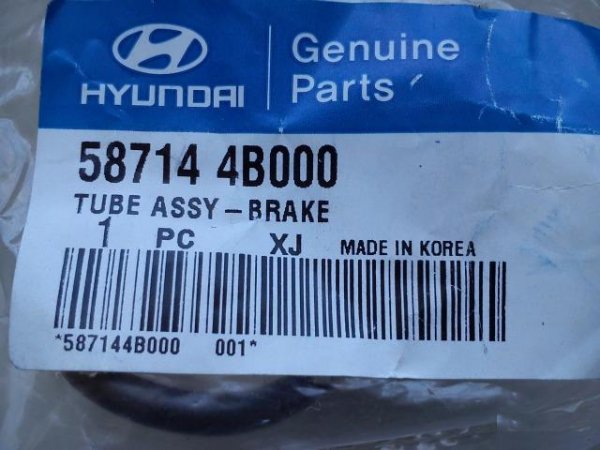 HYUNDAI
Genuine
Parts
58714 4B000
TUBE ASSY-BRAKE
1 PC XJ MADE IN KOREA
*587144B000 001*